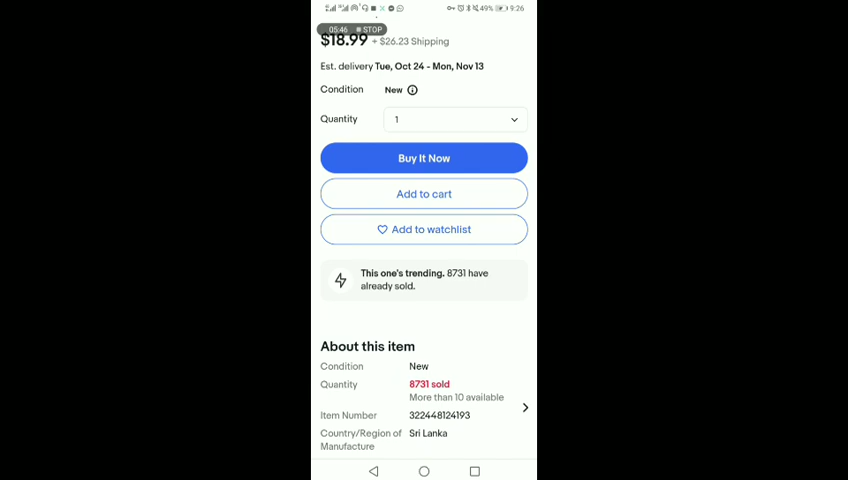 49% 9:26
05:46 STOP
$18.99 + $26.23 Shipping
Est. delivery Tue, Oct 24 - Mon, Nov 13
Condition New
Quantity 1
Buy It Now
Add to cart
Add to watchlist
This one's trending. 8731 have
already sold.
About this item
Condition New
Quantity 8731 sold
More than 10 available
Item Number 322448124193
Country/Region of Sri Lanka
Manufacture